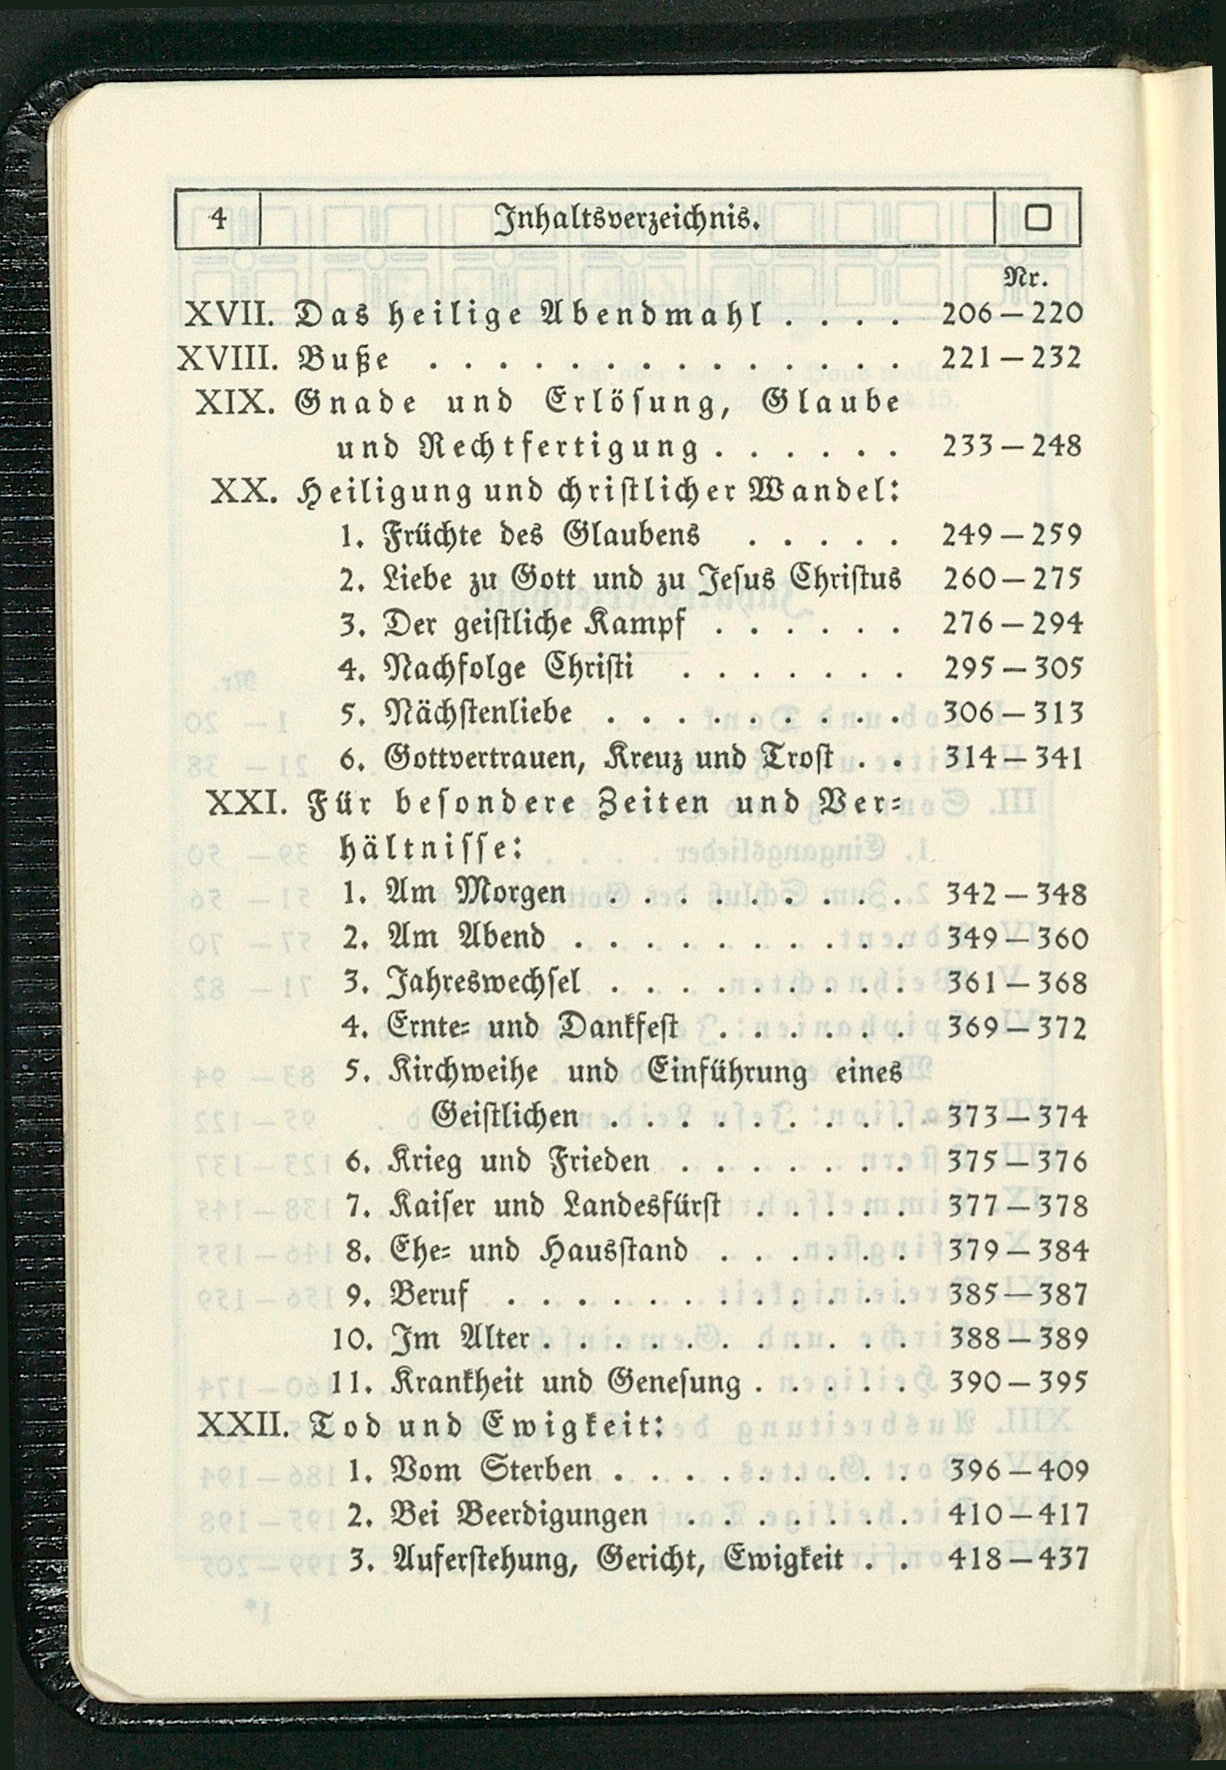 4 Inhaltsverzeichnis.
Nr.
XVII. Das heilige Abendmahl . . . . 206–220
XVIII. Buße . . . . . . . . . . . . . . 221–232
XIX. Gnade und Erlösung, Glaube
und Rechtfertigung . . . . . . 233–248
XX. Heiligung und christlicher Wandel:
1. Früchte des Glaubens . . . . . 249–259
2. Liebe zu Gott und zu Jesus Christus 260–275
3. Der geistliche Kampf . . . . . . 276–294
4. Nachfolge Christi . . . . . . . 295–305
5. Nächstenliebe . . . . . . . . . 306–313
6. Gottvertrauen, Kreuz und Trost . . 314–341
XXI. Für besondere Zeiten und Ver-
hältnisse:
1. Am Morgen . . . . . . . . . 342–348
2. Am Abend . . . . . . . . . . 349–360
3. Jahreswechsel . . . . . . . . . 361–368
4. Ernte- und Dankfest . . . . . . 369–372
5. Kirchweihe und Einführung eines
Geistlichen . . . . . . . . . . 373–374
6. Krieg und Frieden . . . . . . . 375–376
7. Kaiser und Landesfürst . . . . . 377–378
8. Ehe- und Hausstand . . . . . . 379–384
9. Beruf . . . . . . . . . . . . 385–387
10. Im Alter . . . . . . . . . . . 388–389
11. Krankheit und Genesung . . . . . 390–395
XXII. Tod und Ewigkeit:
1. Vom Sterben . . . . . . . . . 396–409
2. Bei Beerdigungen . . . . . . . 410–417
3. Auferstehung, Gericht, Ewigkeit . . 418–437